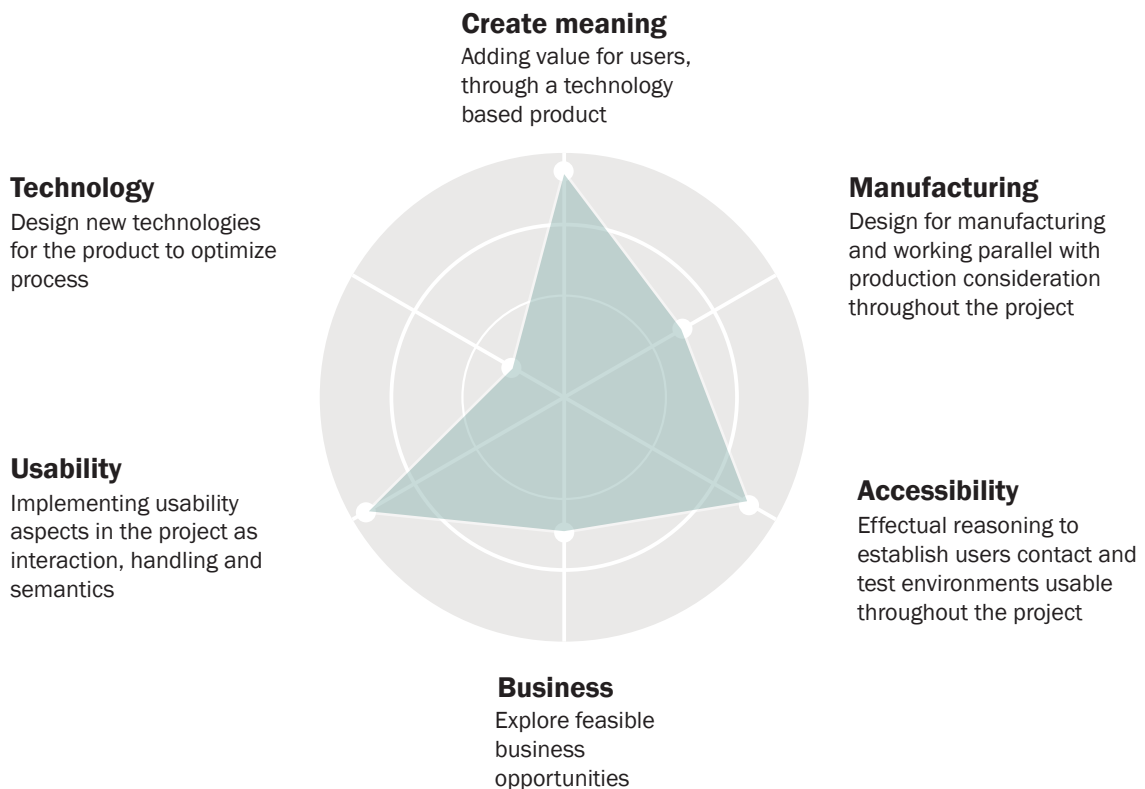 Create meaning
Adding value for users,
through a technology
based product
Technology
Design new technologies
for the product to optimize
process
Manufacturing
Design for manufacturing
and working parallel with
production consideration
throughout the project
Usability
Implementing usability
aspects in the project as
interaction, handling and
semantics
Accessibility
Effectual reasoning to
establish users contact and
test environments usable
throughout the project
Business
Explore feasible
business
opportunities